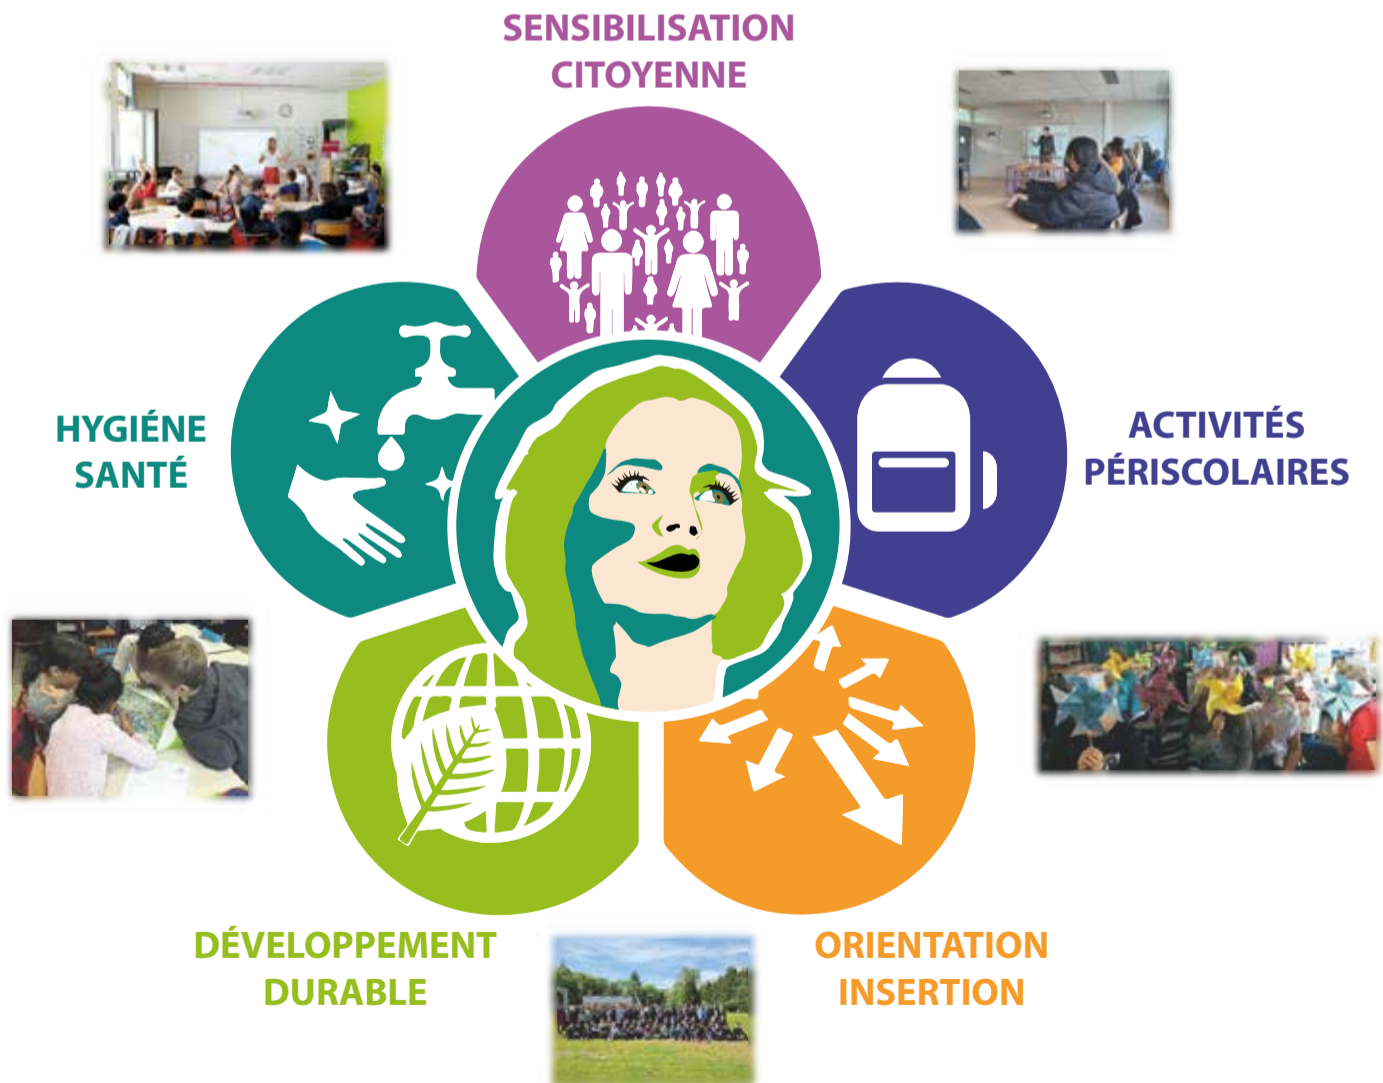 SENSIBILISATION
CITOYENNE
HYGIÉNE
SANTÉ
ACTIVITÉS
PÉRISCOLAIRES
DÉVELOPPEMENT
DURABLE
ORIENTATION
INSERTION